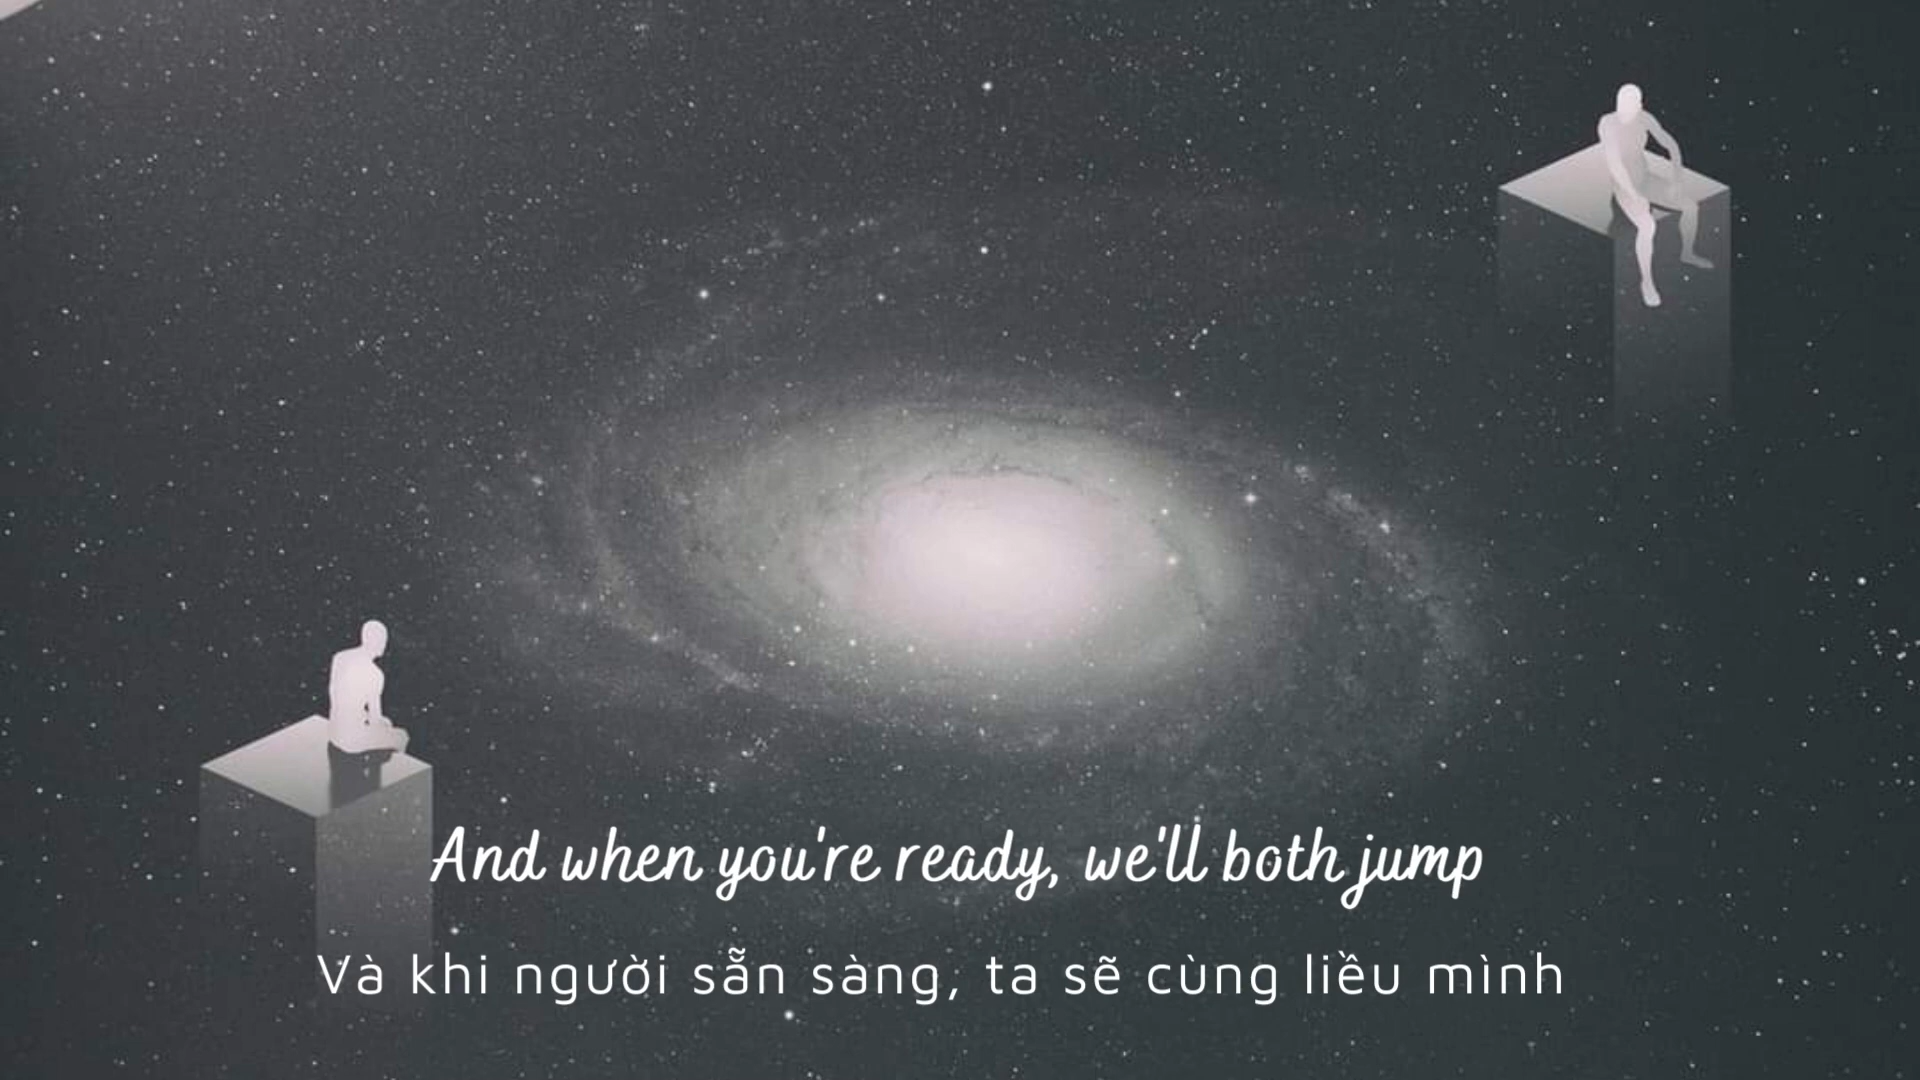 And when you're ready, we'll both jump
Và khi người sẵn sàng, ta sẽ cùng liều mình